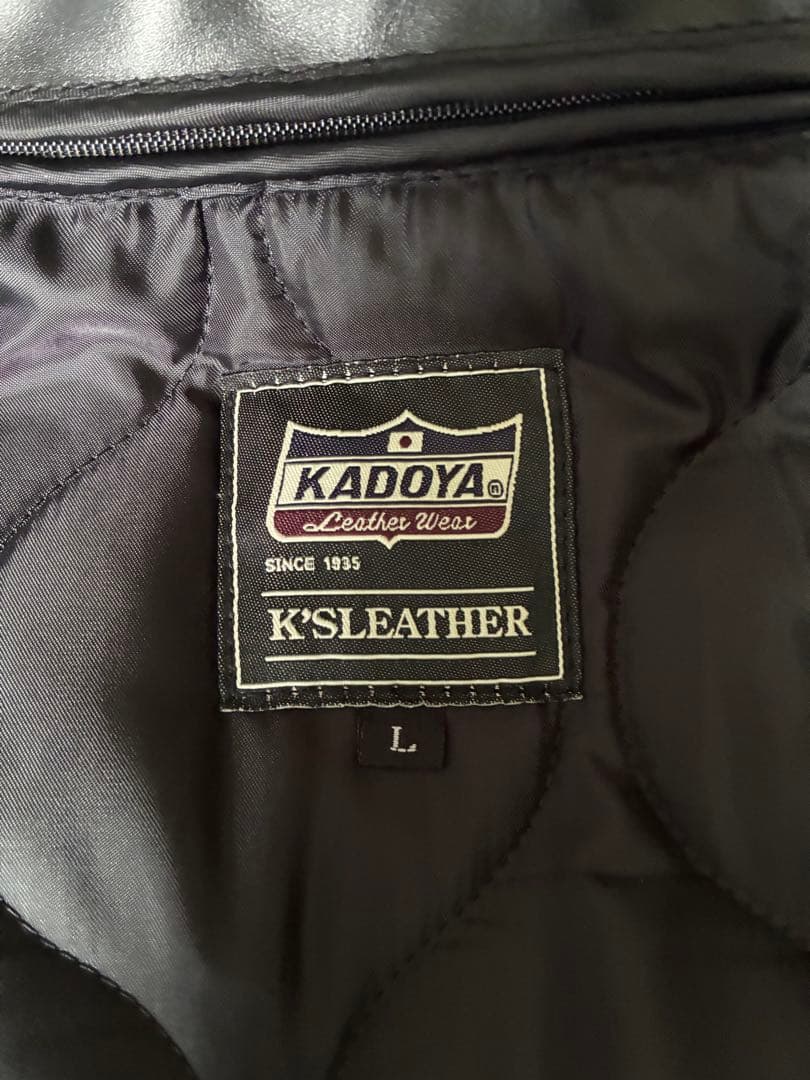 KADOYA
Leather Wear
SINCE 1935
K'SLEATHER
L